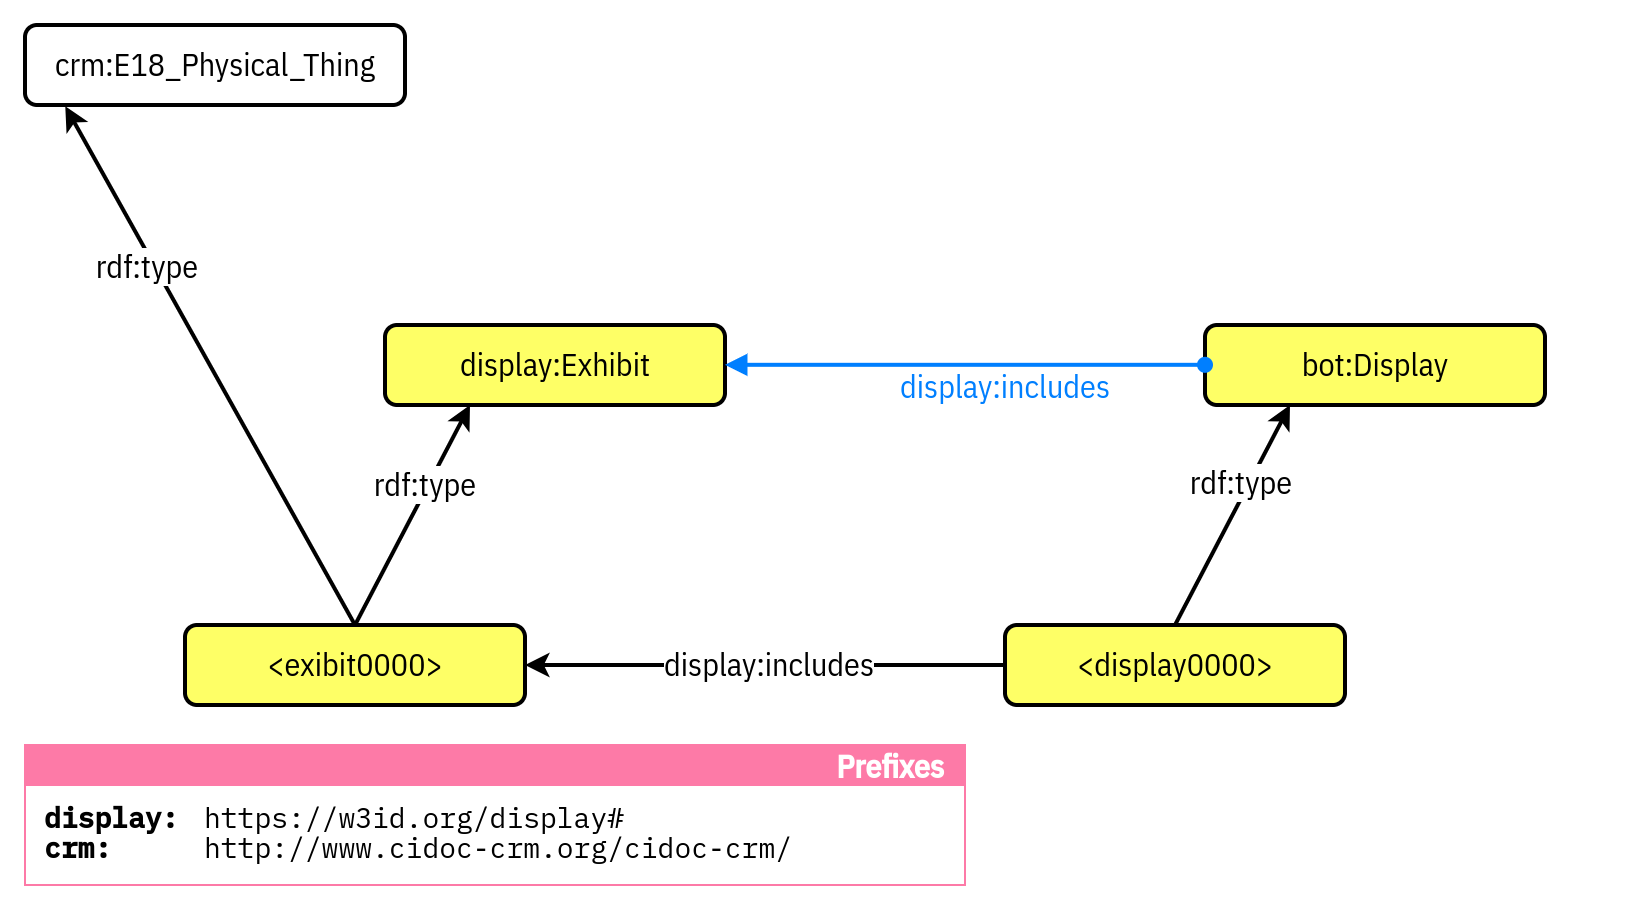 crm:E18_Physical_Thing
rdf:type
display:Exhibit
bot:Display
display:includes
rdf:type
rdf:type
<exibit0000>
display:includes
<display0000>
Prefixes
display: https://w3id.org/display#
crm: http://www.cidoc-crm.org/cidoc-crm/